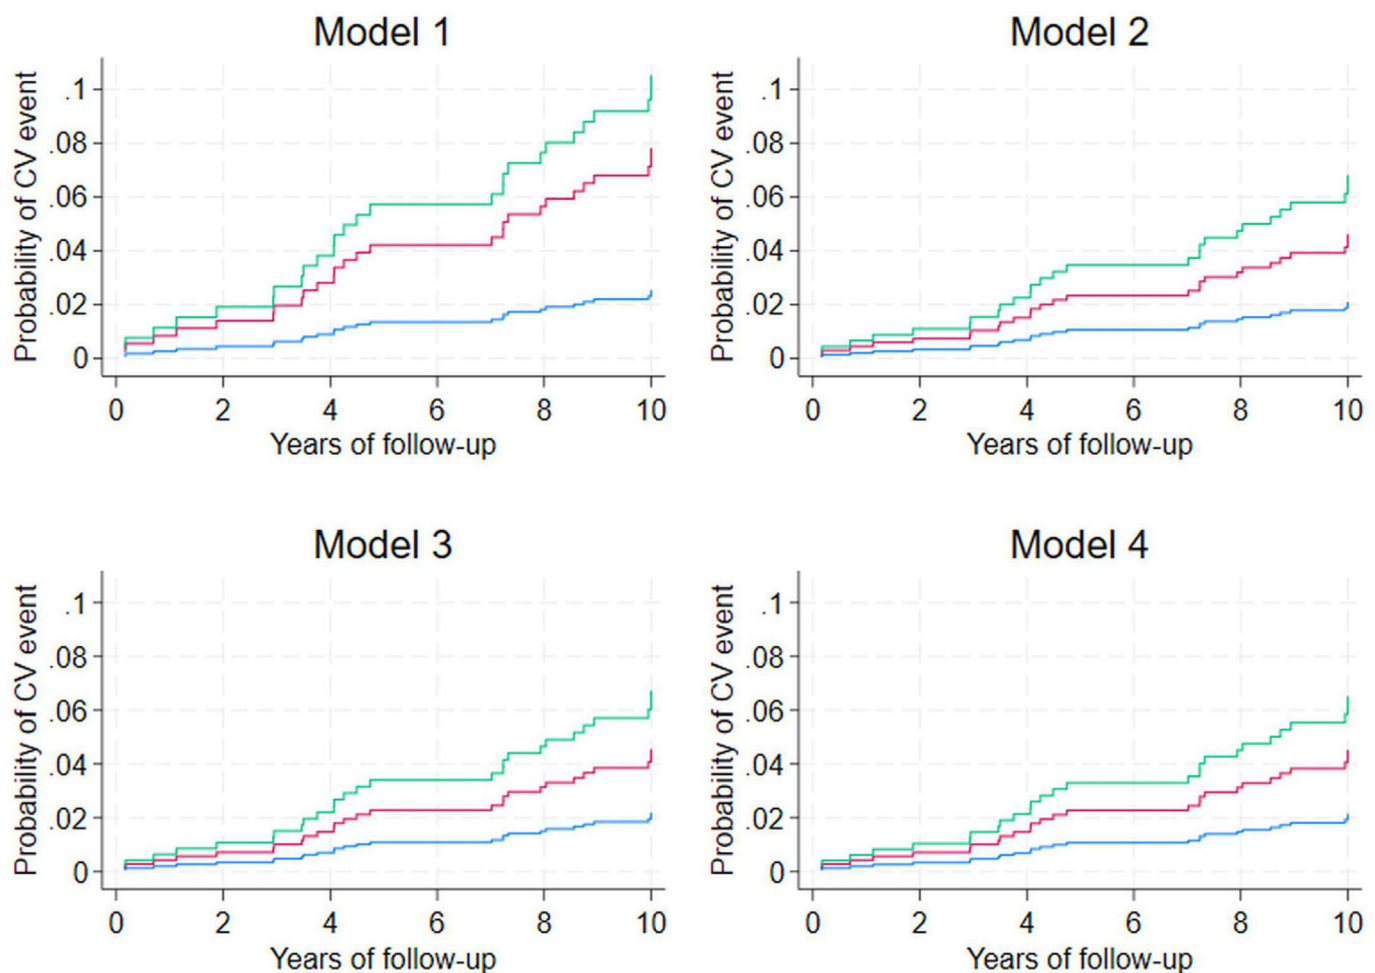 Model 1
Probability of CV event
.1
.08
.06
.04
.02
0
0 2 4 6 8 10
Years of follow-up
Model 2
Probability of CV event
.1
.08
.06
.04
.02
0
0 2 4 6 8 10
Years of follow-up
Model 3
Probability of CV event
.1
.08
.06
.04
.02
0
0 2 4 6 8 10
Years of follow-up
Model 4
Probability of CV event
.1
.08
.06
.04
.02
0
0 2 4 6 8 10
Years of follow-up